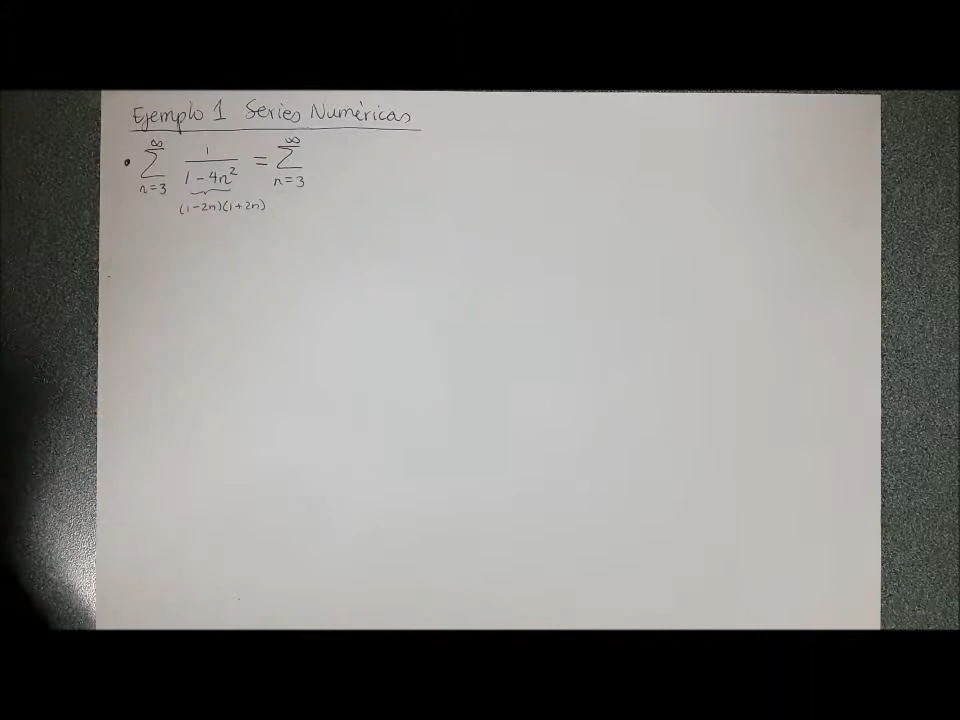 Ejemplo 1 Series Numéricas
• ∑_{n=3}^{∞} 1/(1-4n²) = ∑_{n=3}^{∞}
(1-2n)(1+2n)